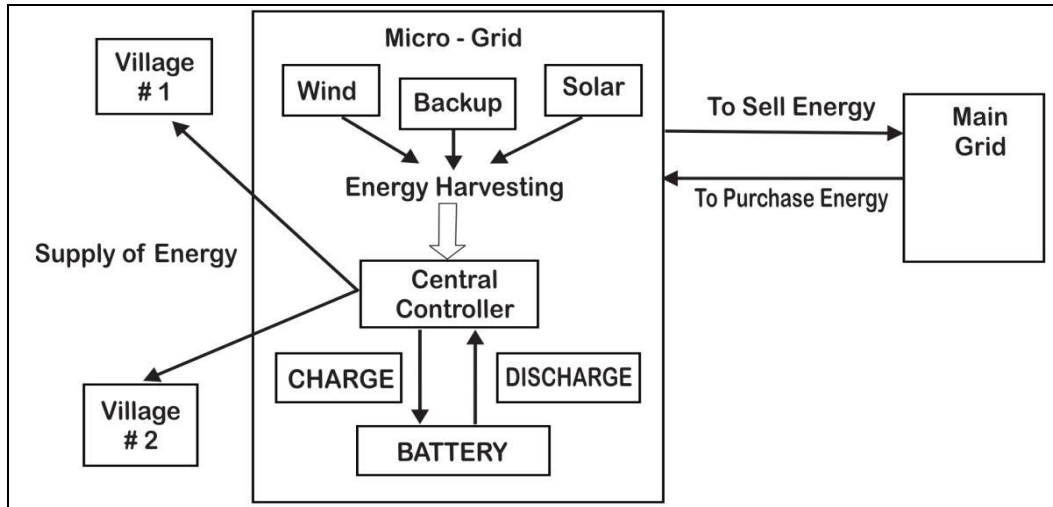 Micro - Grid
Village
# 1
Wind
Backup
Solar
To Sell Energy
Main
Grid
Energy Harvesting
To Purchase Energy
Supply of Energy
Central
Controller
CHARGE
DISCHARGE
Village
# 2
BATTERY